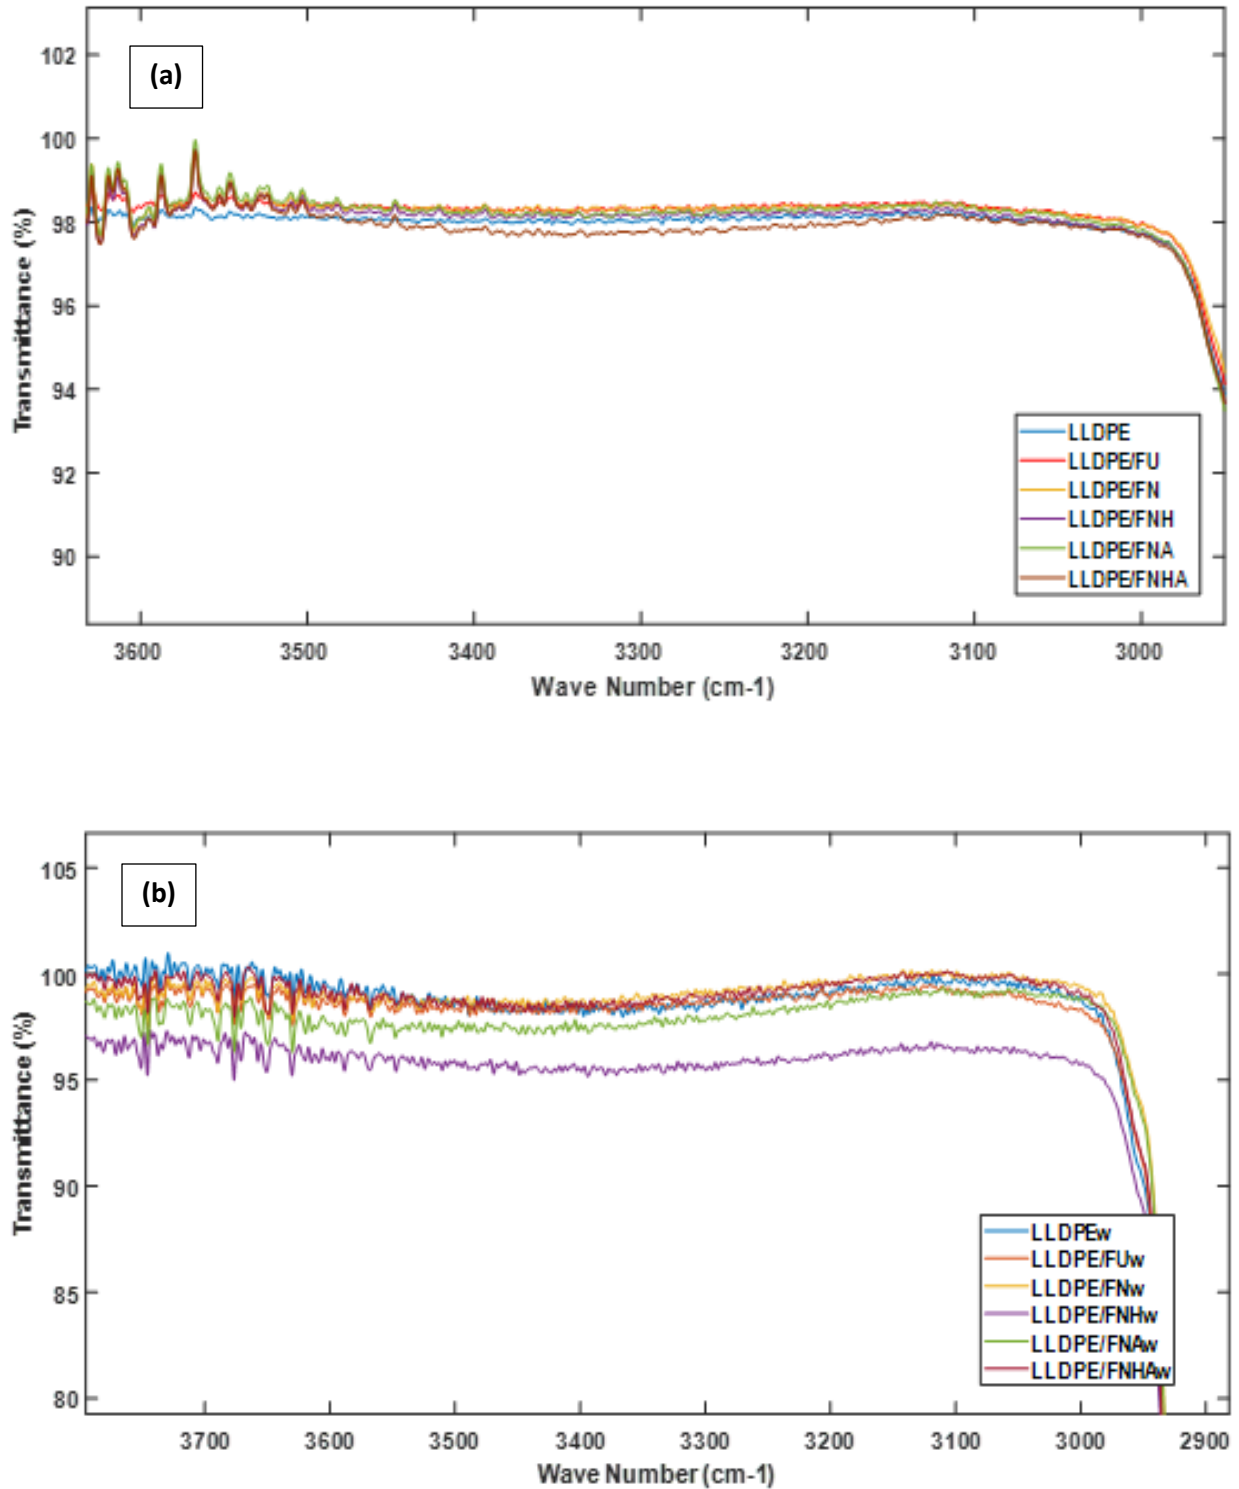 (a)
102
100
98
96
94
92
90
Transmittance (%)
LLDPE
LLDPE/FU
LLDPE/FN
LLDPE/FNH
LLDPE/FNA
LLDPE/FNHA
3600 3500 3400 3300 3200 3100 3000
Wave Number (cm-1)
(b)
105
100
95
90
85
80
Transmittance (%)
LLDPEw
LLDPE/FUw
LLDPE/FNw
LLDPE/FNHw
LLDPE/FNAw
LLDPE/FNHAw
3700 3600 3500 3400 3300 3200 3100 3000 2900
Wave Number (cm-1)